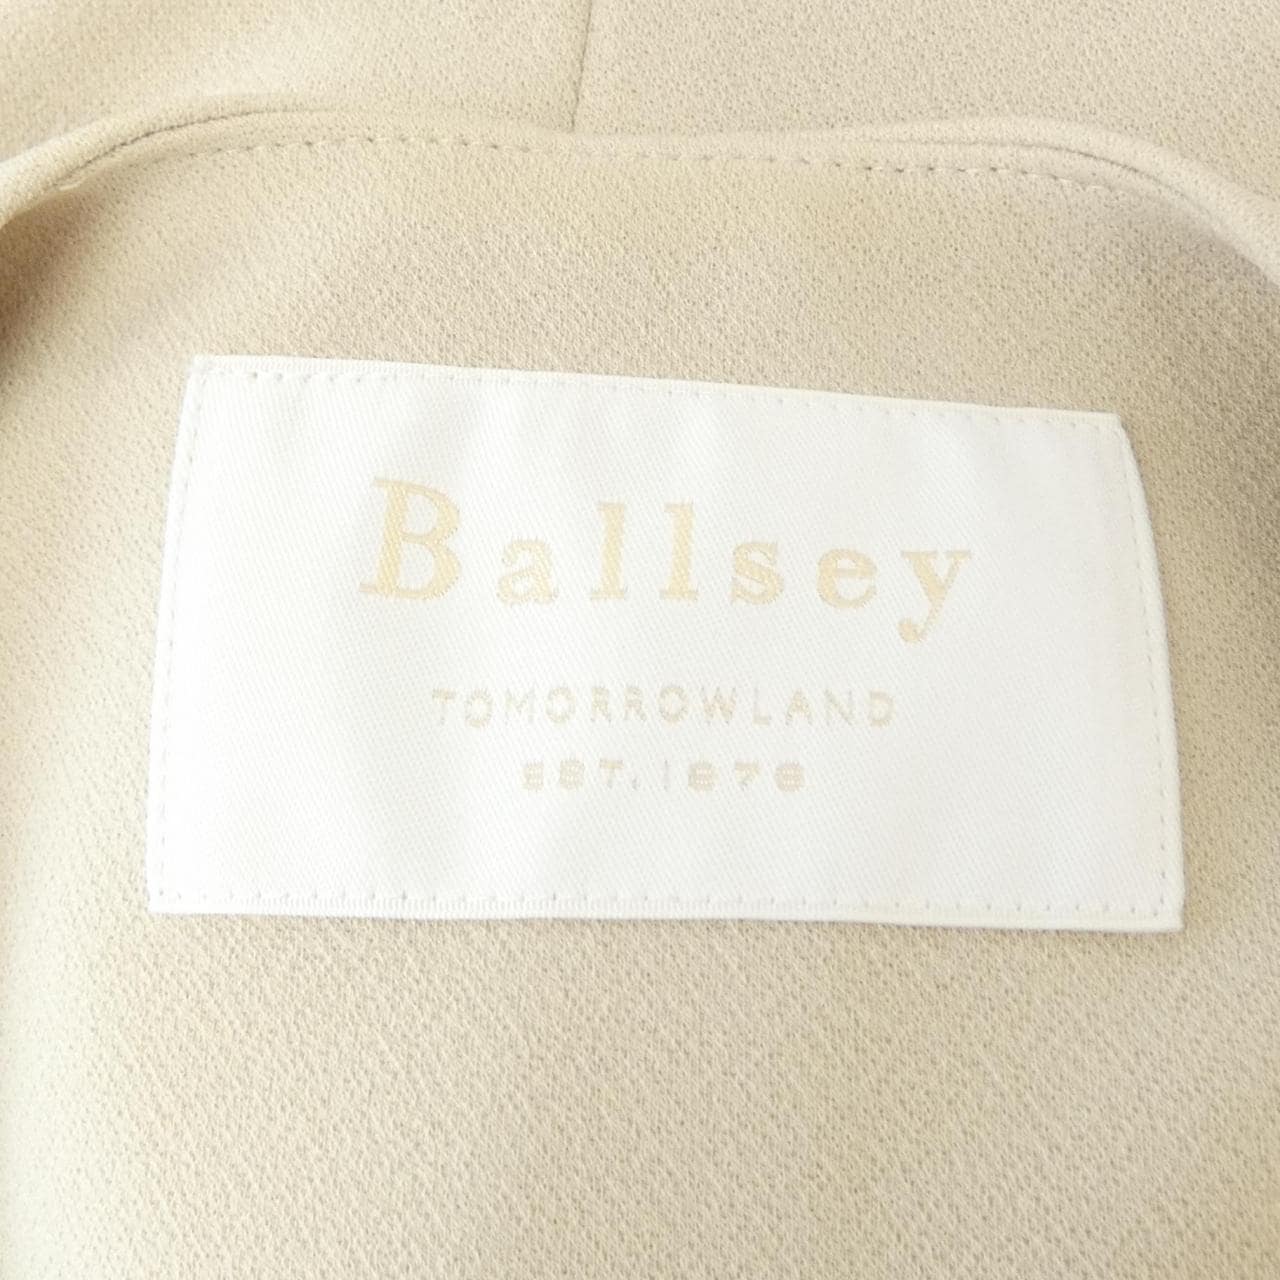 Ballsey
TOMORROWLAND
EST. 1978